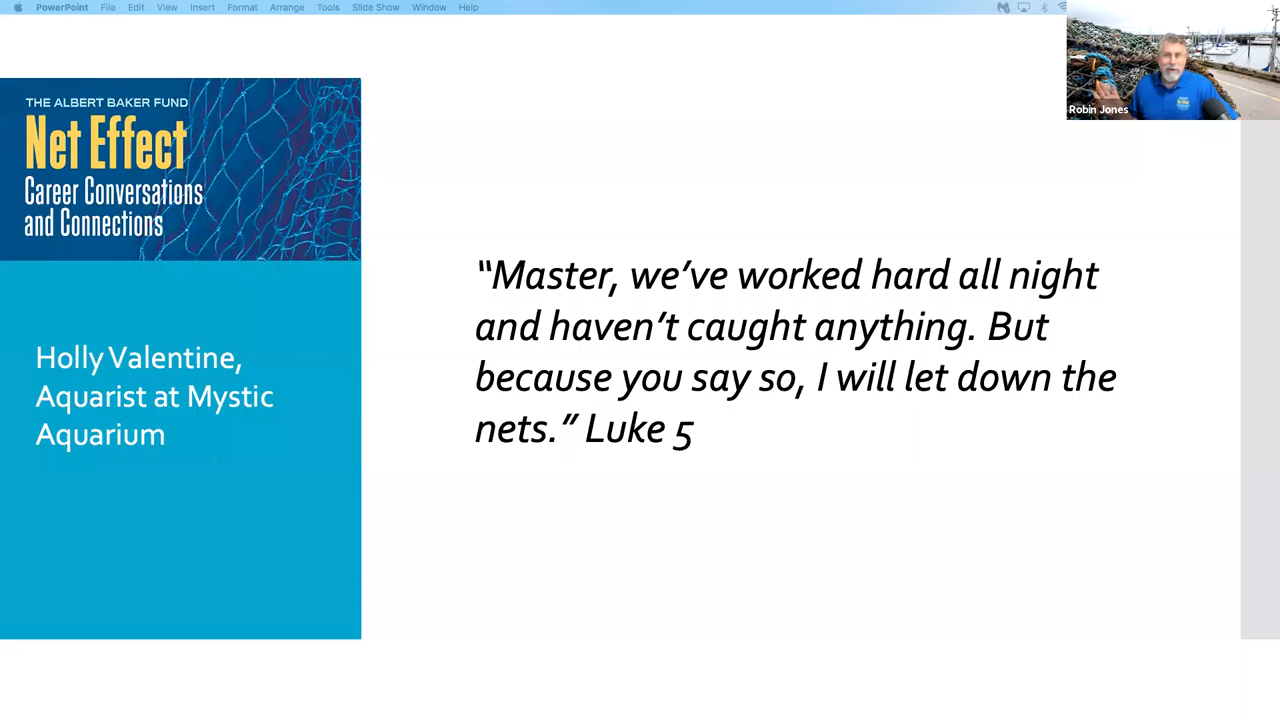 PowerPoint File Edit View Insert Format Arrange Tools Slide Show Window Help
Robin Jones
THE ALBERT BAKER FUND
Net Effect
Career Conversations
and Connections
Holly Valentine,
Aquarist at Mystic
Aquarium
“Master, we’ve worked hard all night
and haven’t caught anything. But
because you say so, I will let down the
nets.” Luke 5